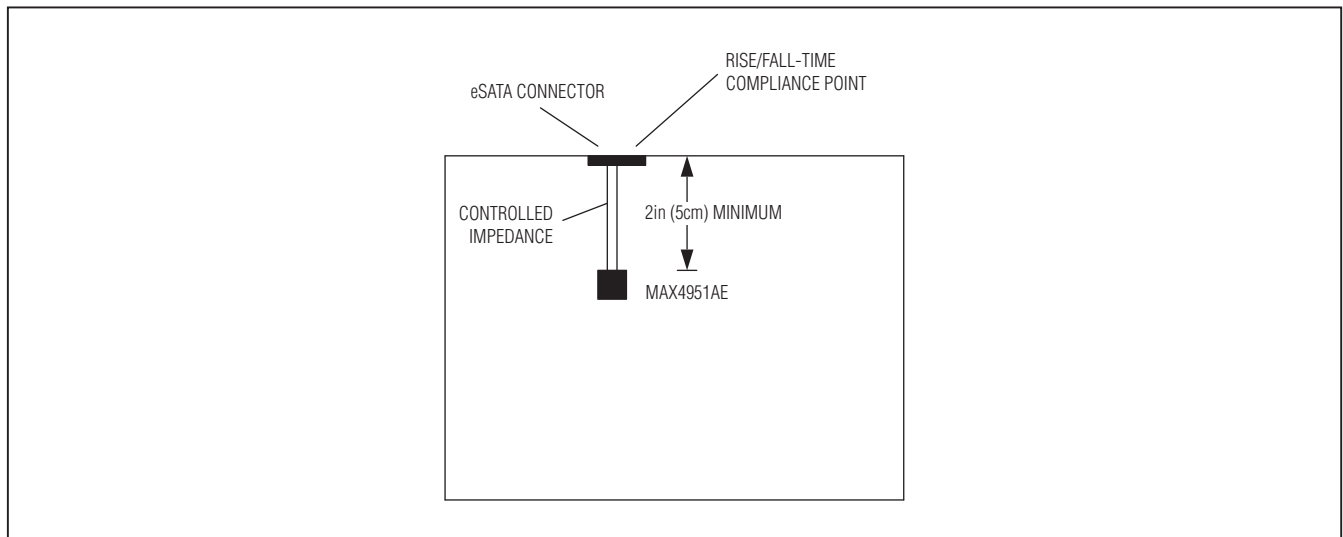 RISE/FALL-TIME
COMPLIANCE POINT
eSATA CONNECTOR
CONTROLLED
IMPEDANCE
2in (5cm) MINIMUM
MAX4951AE